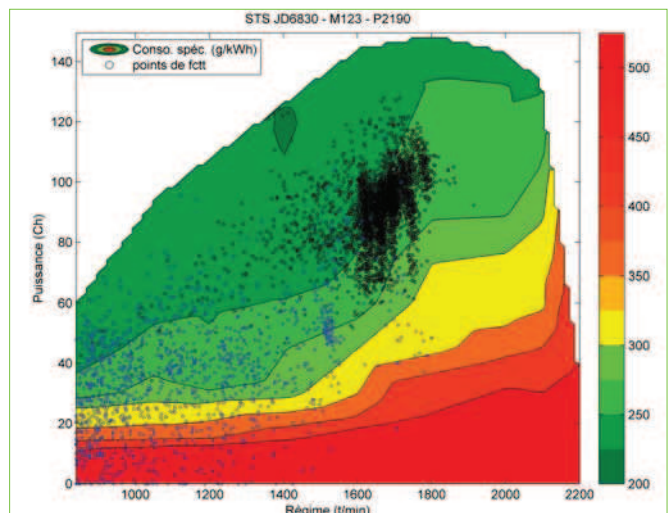 STS JD6830 - M123 - P2190
Conso. spéc. (g/kWh)
points de fctt
Puissance (Ch)
140
120
100
80
60
40
20
0
1000 1200 1400 1600 1800 2000 2200
Régime (t/min)
500
450
400
350
300
250
200